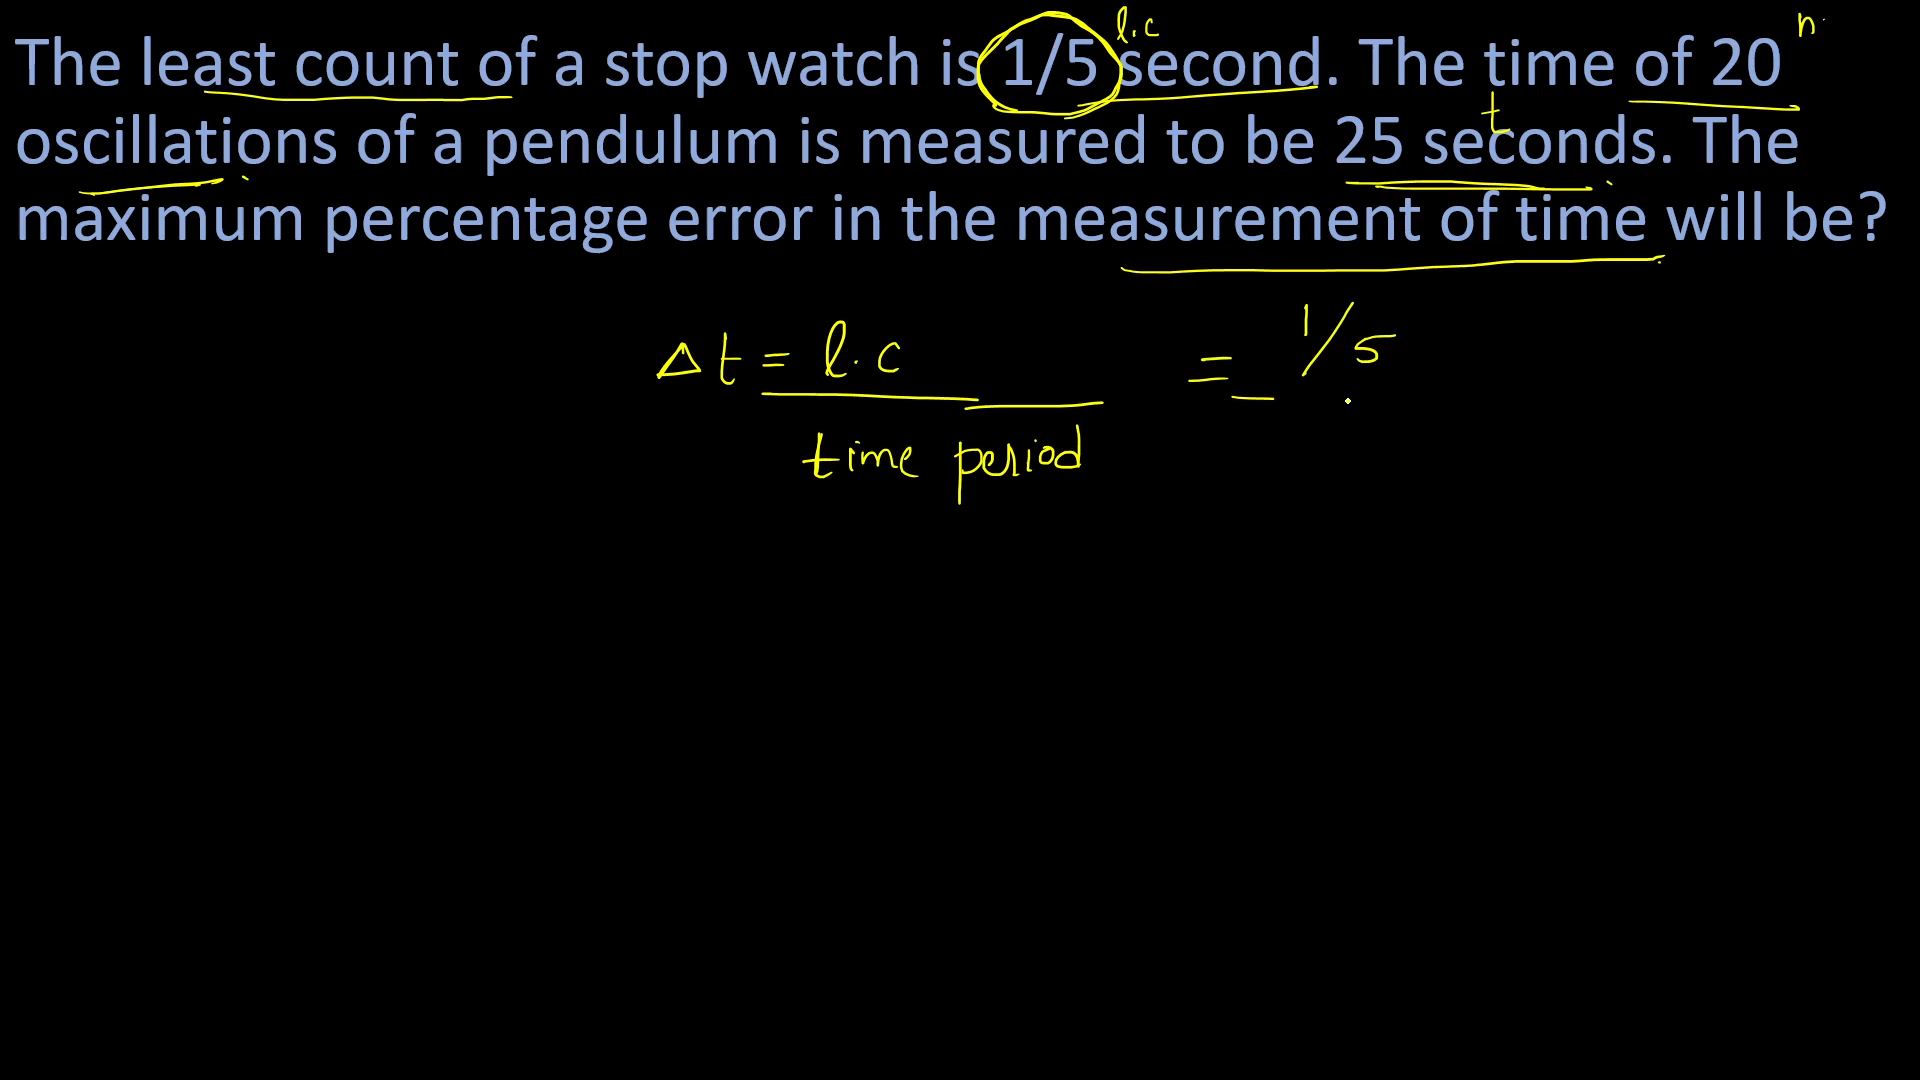 l.c n
The least count of a stop watch is 1/5 second. The time of 20
t
oscillations of a pendulum is measured to be 25 seconds. The
maximum percentage error in the measurement of time will be?
Δt = l.c = 1/5
time period